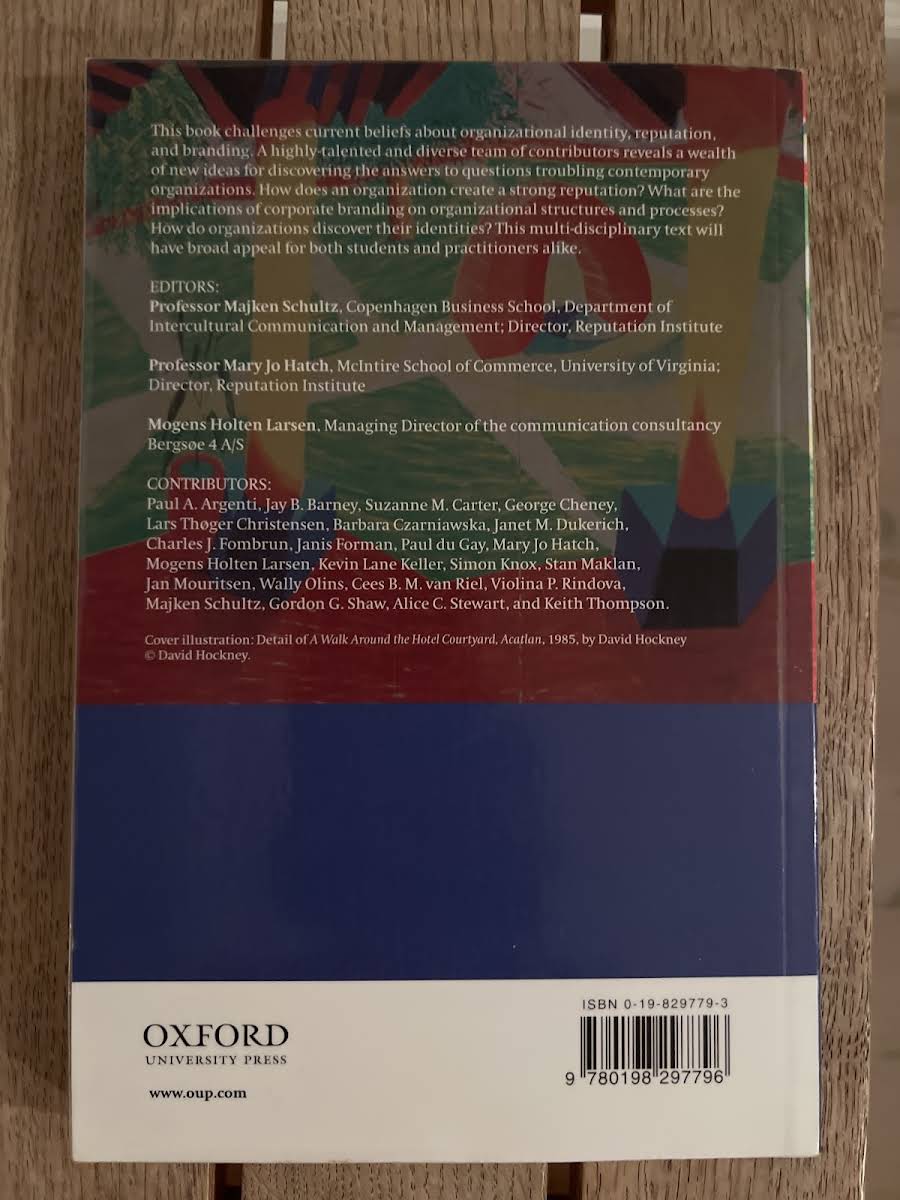 This book challenges current beliefs about organizational identity, reputation,
and branding. A highly-talented and diverse team of contributors reveals a wealth
of new ideas for discovering the answers to questions troubling contemporary
organizations. How does an organization create a strong reputation? What are the
implications of corporate branding on organizational structures and processes?
How do organizations discover their identities? This multi-disciplinary text will
have broad appeal for both students and practitioners alike.
EDITORS:
Professor Majken Schultz, Copenhagen Business School, Department of
Intercultural Communication and Management; Director, Reputation Institute
Professor Mary Jo Hatch, McIntire School of Commerce, University of Virginia;
Director, Reputation Institute
Mogens Holten Larsen, Managing Director of the communication consultancy
Bergsøe 4 A/S
CONTRIBUTORS:
Paul A. Argenti, Jay B. Barney, Suzanne M. Carter, George Cheney,
Lars Thøger Christensen, Barbara Czarniawska, Janet M. Dukerich,
Charles J. Fombrun, Janis Forman, Paul du Gay, Mary Jo Hatch,
Mogens Holten Larsen, Kevin Lane Keller, Simon Knox, Stan Maklan,
Jan Mouritsen, Wally Olins, Cees B. M. van Riel, Violina P. Rindova,
Majken Schultz, Gordon G. Shaw, Alice C. Stewart, and Keith Thompson.
Cover illustration: Detail of A Walk Around the Hotel Courtyard, Acatlan, 1985, by David Hockney
© David Hockney.
ISBN 0-19-829779-3
OXFORD
UNIVERSITY PRESS
www.oup.com
9 780198 297796